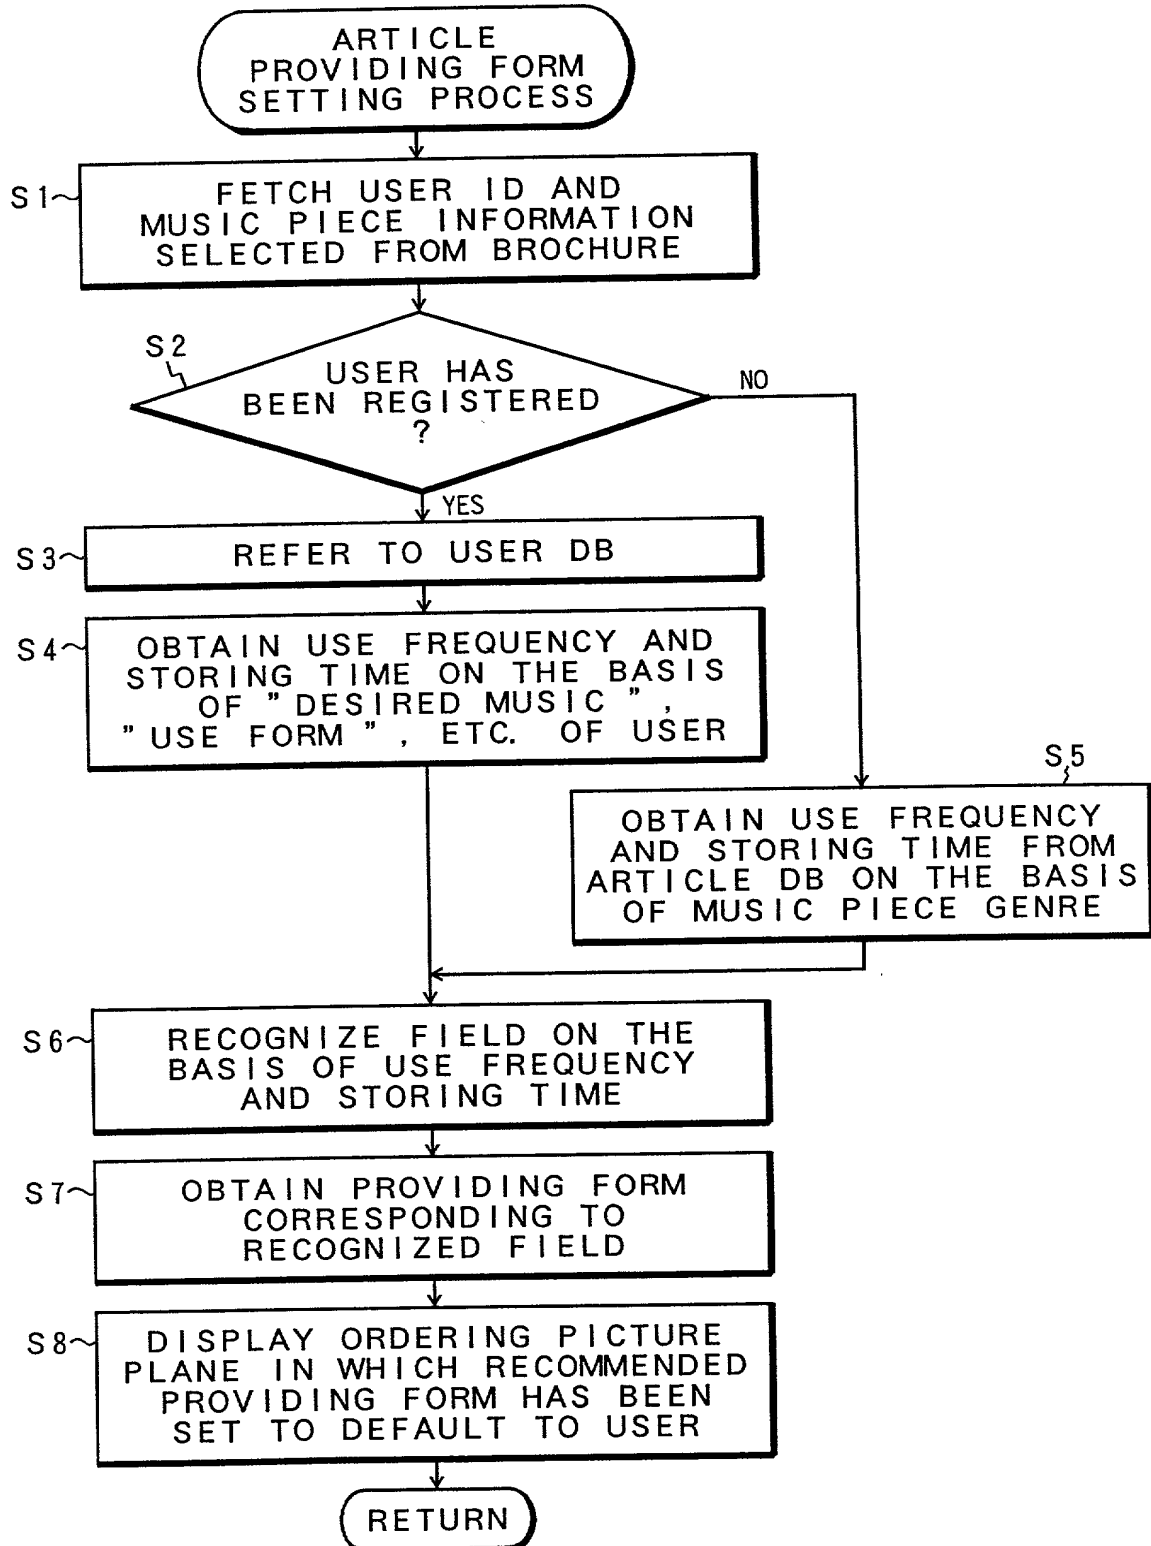 ARTICLE
PROVIDING FORM
SETTING PROCESS
S1
FETCH USER ID AND
MUSIC PIECE INFORMATION
SELECTED FROM BROCHURE
S2
USER HAS
BEEN REGISTERED
?
NO
YES
S3
REFER TO USER DB
S4
OBTAIN USE FREQUENCY AND
STORING TIME ON THE BASIS
OF "DESIRED MUSIC",
"USE FORM", ETC. OF USER
S5
OBTAIN USE FREQUENCY
AND STORING TIME FROM
ARTICLE DB ON THE BASIS
OF MUSIC PIECE GENRE
S6
RECOGNIZE FIELD ON THE
BASIS OF USE FREQUENCY
AND STORING TIME
S7
OBTAIN PROVIDING FORM
CORRESPONDING TO
RECOGNIZED FIELD
S8
DISPLAY ORDERING PICTURE
PLANE IN WHICH RECOMMENDED
PROVIDING FORM HAS BEEN
SET TO DEFAULT TO USER
RETURN